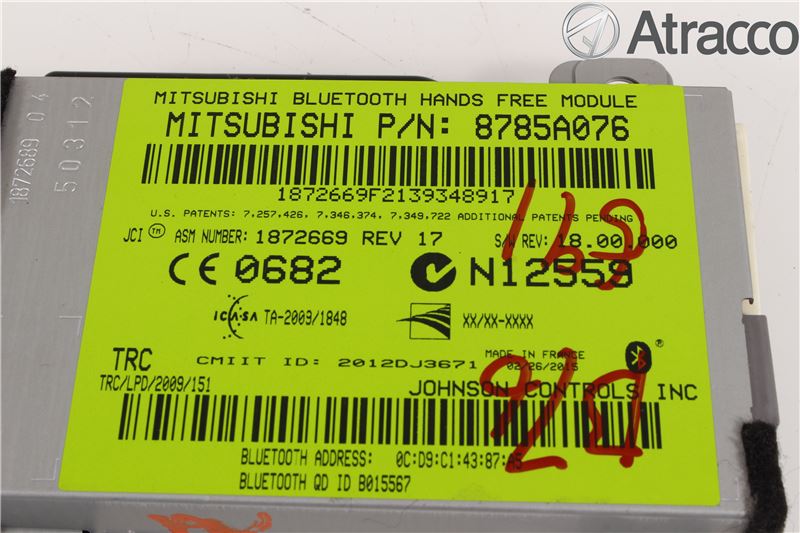 Atracco
1872689 04
50312
MITSUBISHI BLUETOOTH HANDS FREE MODULE
MITSUBISHI P/N: 8785A076
1872669F2139348917
U.S. PATENTS: 7,257,426, 7,346,374, 7,349,722 ADDITIONAL PATENTS PENDING
JCI TM ASM NUMBER: 1872669 REV 17 S/W REV: 18.00.000
CE 0682 N12559
ICASA TA-2009/1848 XX/XX-XXXX
TRC CMIIT ID: 2012DJ3671 MADE IN FRANCE
TRC/LPD/2009/151 02/26/2015
JOHNSON CONTROLS INC
BLUETOOTH ADDRESS: 0C:D9:C1:43:87:A5
BLUETOOTH QD ID B015567